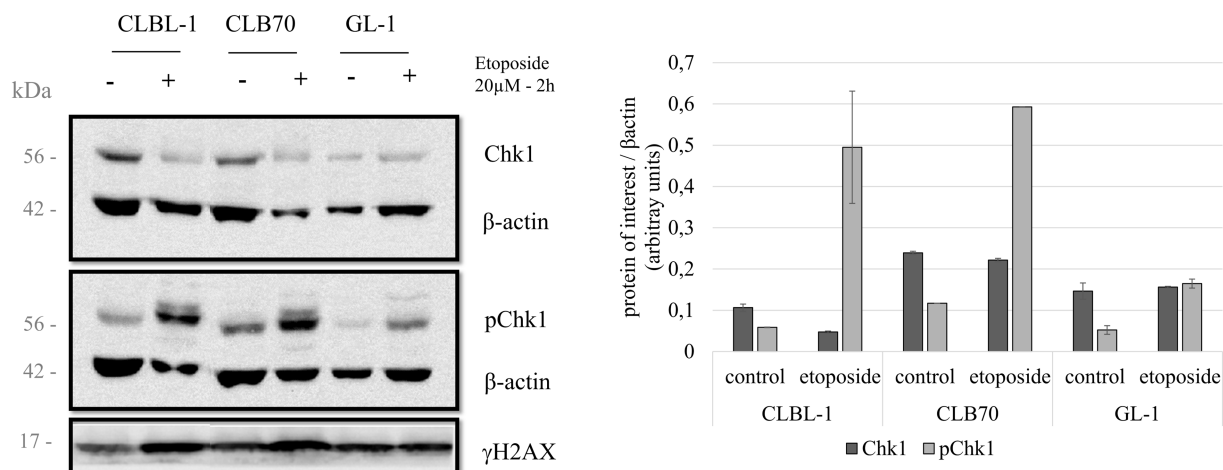 CLBL-1 CLB70 GL-1
- + - + - +
Etoposide
20µM - 2h
kDa
56 -
Chk1
42 -
β-actin
56 -
pChk1
42 -
β-actin
17 -
γH2AX
protein of interest / βactin
(arbitray units)
0,7
0,6
0,5
0,4
0,3
0,2
0,1
0
control etoposide control etoposide control etoposide
CLBL-1 CLB70 GL-1
Chk1 pChk1